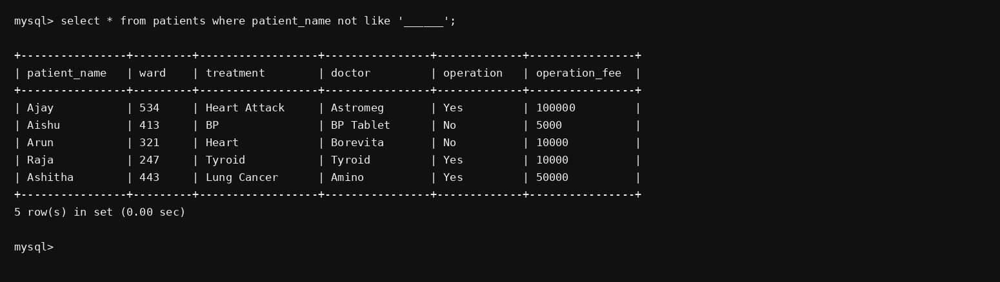 mysql> select * from patients where patient_name not like '______';
+----------------+---------+------------------+----------------+-------------+----------------+
| patient_name   | ward    | treatment        | doctor         | operation   | operation_fee  |
+----------------+---------+------------------+----------------+-------------+----------------+
| Ajay           | 534     | Heart Attack     | Astromeg       | Yes         | 100000         |
| Aishu          | 413     | BP               | BP Tablet      | No          | 5000           |
| Arun           | 321     | Heart            | Borevita       | No          | 10000          |
| Raja           | 247     | Tyroid           | Tyroid         | Yes         | 10000          |
| Ashitha        | 443     | Lung Cancer      | Amino          | Yes         | 50000          |
+----------------+---------+------------------+----------------+-------------+----------------+
5 row(s) in set (0.00 sec)
mysql>